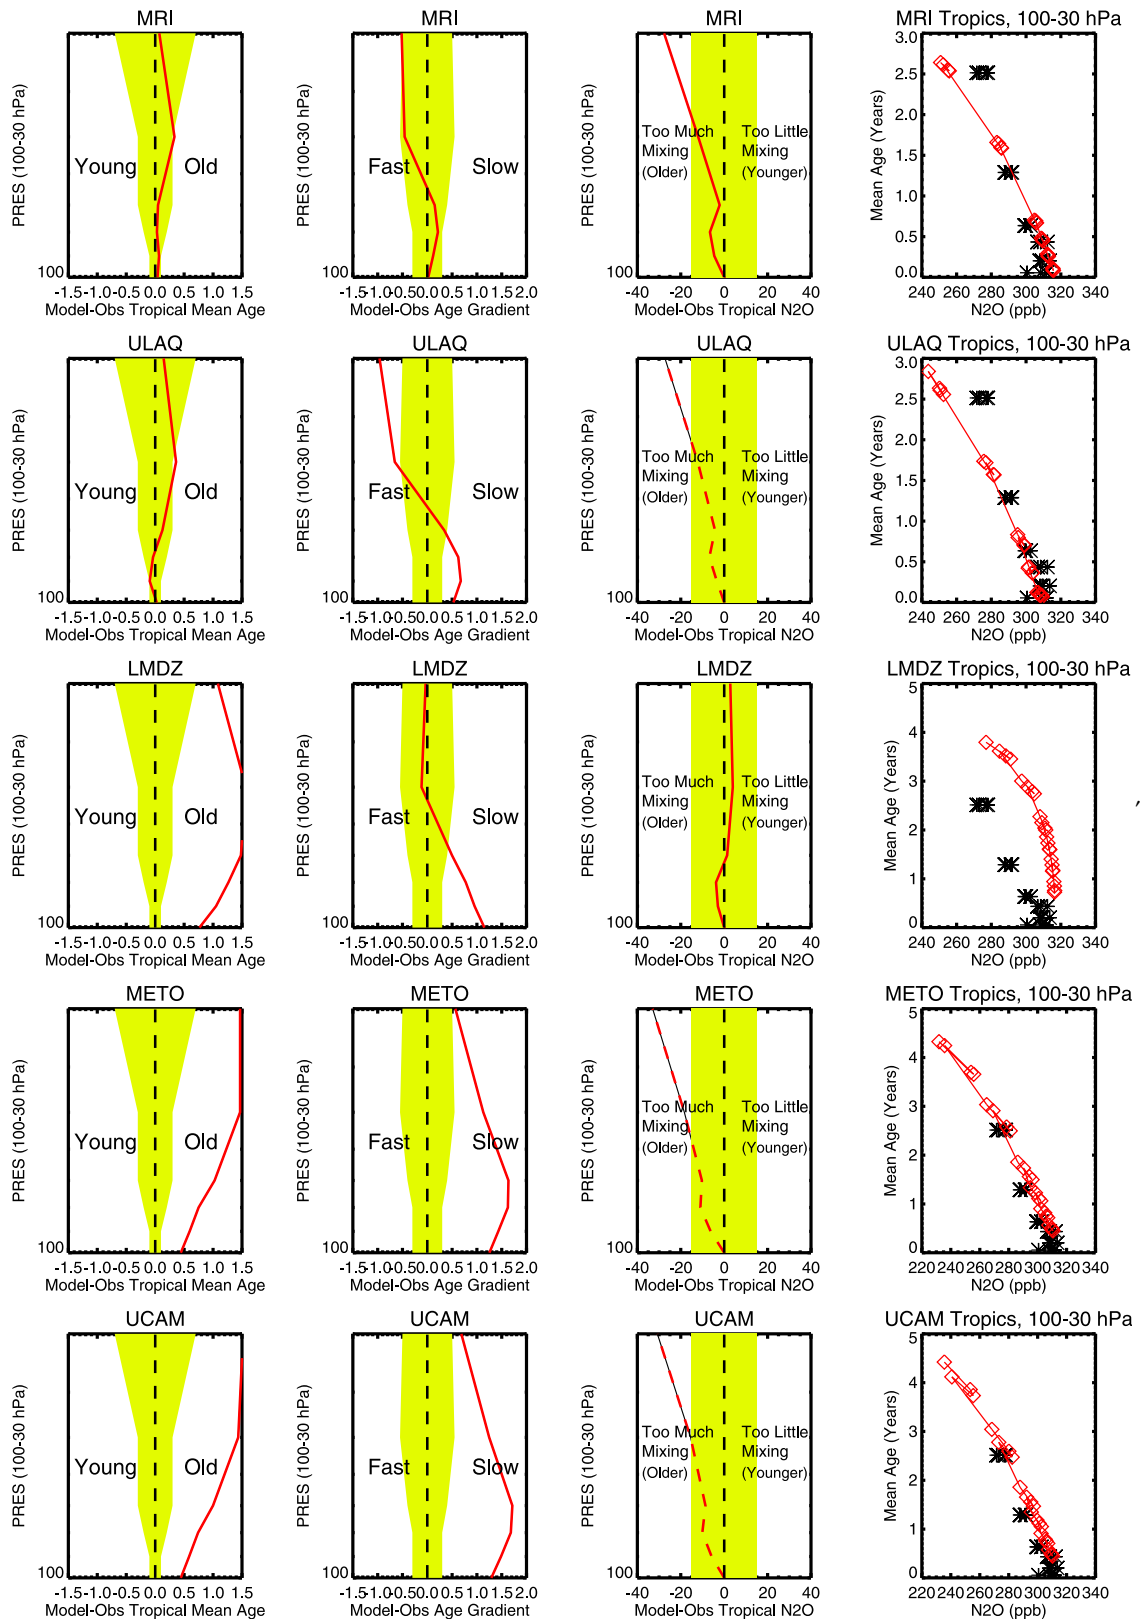 MRI
PRES (100-30 hPa)
Young
Old
100
-1.5-1.0-0.5 0.0 0.5 1.0 1.5
Model-Obs Tropical Mean Age
MRI
PRES (100-30 hPa)
Fast
Slow
100
-1.5-1.0-0.50.0 0.5 1.0 1.52.0
Model-Obs Age Gradient
MRI
PRES (100-30 hPa)
Too Much
Mixing
(Older)
Too Little
Mixing
(Younger)
100
-40 -20 0 20 40
Model-Obs Tropical N2O
MRI Tropics, 100-30 hPa
Mean Age (Years)
3.0
2.5
2.0
1.5
1.0
0.5
0.0
240 260 280 300 320 340
N2O (ppb)
ULAQ
PRES (100-30 hPa)
Young
Old
100
-1.5-1.0-0.5 0.0 0.5 1.0 1.5
Model-Obs Tropical Mean Age
ULAQ
PRES (100-30 hPa)
Fast
Slow
100
-1.5-1.0-0.50.0 0.5 1.0 1.52.0
Model-Obs Age Gradient
ULAQ
PRES (100-30 hPa)
Too Much
Mixing
(Older)
Too Little
Mixing
(Younger)
100
-40 -20 0 20 40
Model-Obs Tropical N2O
ULAQ Tropics, 100-30 hPa
Mean Age (Years)
3.0
2.5
2.0
1.5
1.0
0.5
0.0
240 260 280 300 320 340
N2O (ppb)
LMDZ
PRES (100-30 hPa)
Young
Old
100
-1.5-1.0-0.5 0.0 0.5 1.0 1.5
Model-Obs Tropical Mean Age
LMDZ
PRES (100-30 hPa)
Fast
Slow
100
-1.5-1.0-0.50.0 0.5 1.0 1.52.0
Model-Obs Age Gradient
LMDZ
PRES (100-30 hPa)
Too Much
Mixing
(Older)
Too Little
Mixing
(Younger)
100
-40 -20 0 20 40
Model-Obs Tropical N2O
LMDZ Tropics, 100-30 hPa
Mean Age (Years)
5
4
3
2
1
0
240 260 280 300 320 340
N2O (ppb)
,
METO
PRES (100-30 hPa)
Young
Old
100
-1.5-1.0-0.5 0.0 0.5 1.0 1.5
Model-Obs Tropical Mean Age
METO
PRES (100-30 hPa)
Fast
Slow
100
-1.5-1.0-0.50.0 0.5 1.0 1.52.0
Model-Obs Age Gradient
METO
PRES (100-30 hPa)
Too Much
Mixing
(Older)
Too Little
Mixing
(Younger)
100
-40 -20 0 20 40
Model-Obs Tropical N2O
METO Tropics, 100-30 hPa
Mean Age (Years)
5
4
3
2
1
0
220 240 260 280 300 320 340
N2O (ppb)
UCAM
PRES (100-30 hPa)
Young
Old
100
-1.5-1.0-0.5 0.0 0.5 1.0 1.5
Model-Obs Tropical Mean Age
UCAM
PRES (100-30 hPa)
Fast
Slow
100
-1.5-1.0-0.50.0 0.5 1.0 1.52.0
Model-Obs Age Gradient
UCAM
PRES (100-30 hPa)
Too Much
Mixing
(Older)
Too Little
Mixing
(Younger)
100
-40 -20 0 20 40
Model-Obs Tropical N2O
UCAM Tropics, 100-30 hPa
Mean Age (Years)
5
4
3
2
1
0
220 240 260 280 300 320 340
N2O (ppb)